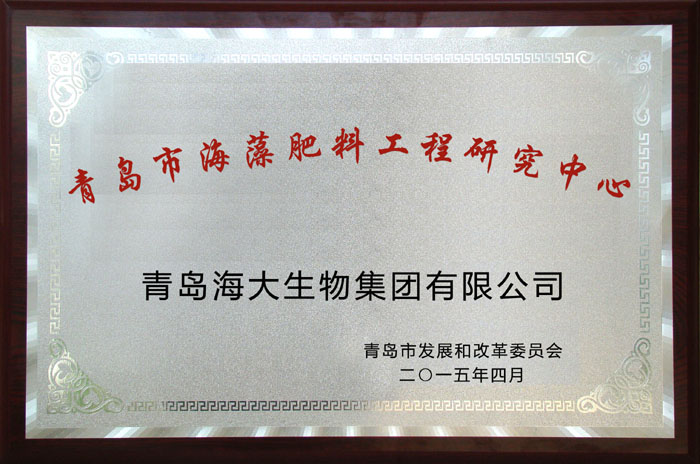 青岛市海藻肥料工程研究中心
青岛海大生物集团有限公司
青岛市发展和改革委员会
二〇一五年四月